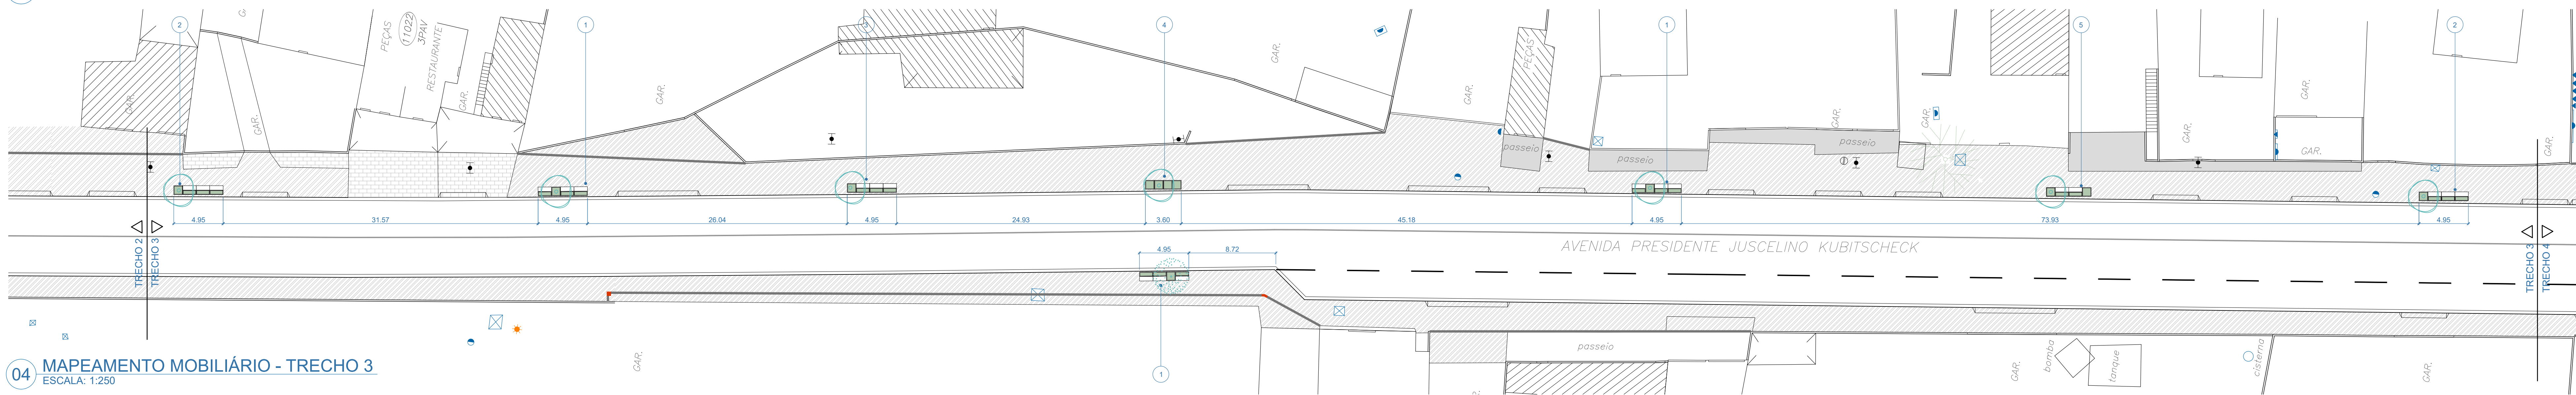 2
1
3
4
1
5
2
GAR.
PEÇAS
11022
3PAV
RESTAURANTE
GAR.
GAR.
GAR.
GAR.
GAR.
GAR.
PEÇAS
GAR.
GAR.
GAR.
GAR.
GAR.
GAR.
passeio
passeio
passeio
4.95
31.57
4.95
26.04
4.95
24.93
3.60
45.18
4.95
73.93
4.95
TRECHO 2
TRECHO 3
4.95
8.72
AVENIDA PRESIDENTE JUSCELINO KUBITSCHECK
TRECHO 3
TRECHO 4
1
GAR.
passeio
GAR.
bomba
tanque
cisterna
GAR.
04
MAPEAMENTO MOBILIÁRIO - TRECHO 3
ESCALA: 1:250